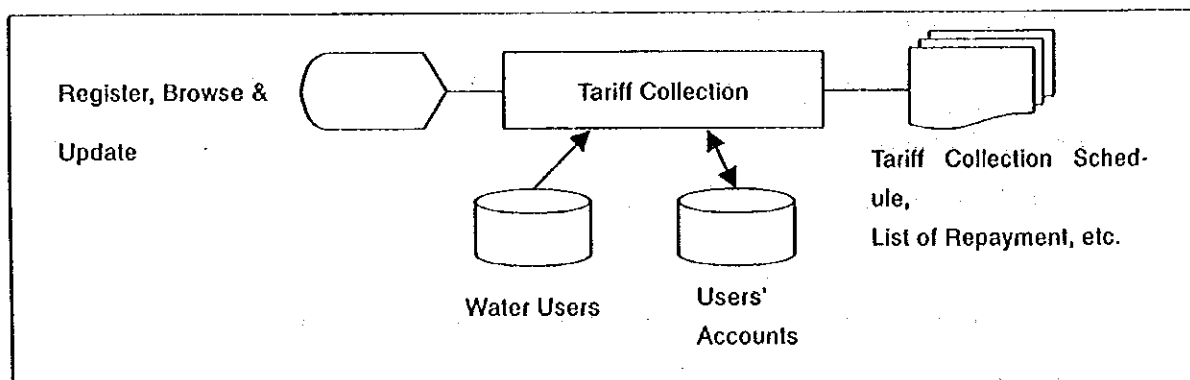 Register, Browse &
Update
Tariff Collection
Tariff Collection Sched-
ule,
List of Repayment, etc.
Water Users
Users'
Accounts